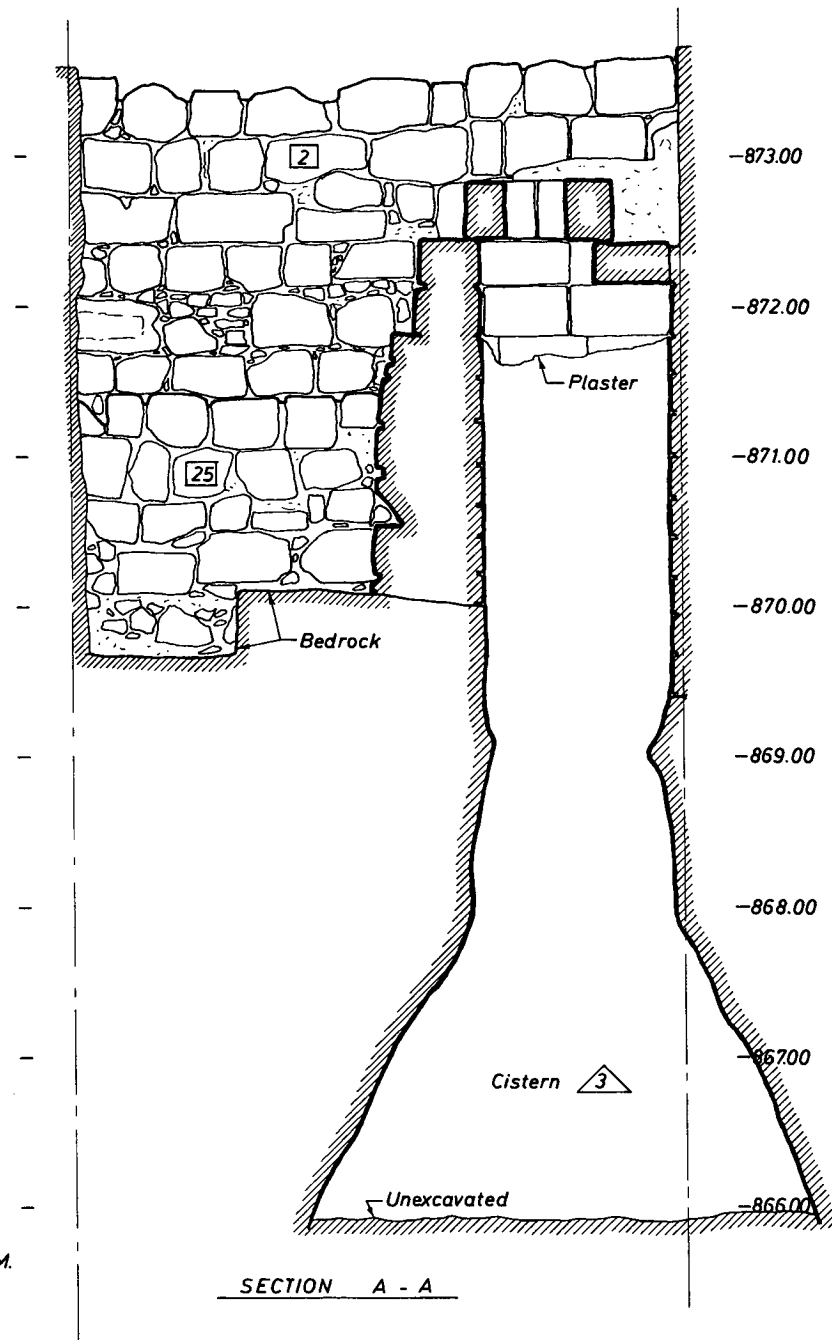 2
-873.00
-872.00
Plaster
-871.00
25
-870.00
Bedrock
-869.00
-868.00
-867.00
Cistern 3
Unexcavated
-866.00
M.
SECTION A - A